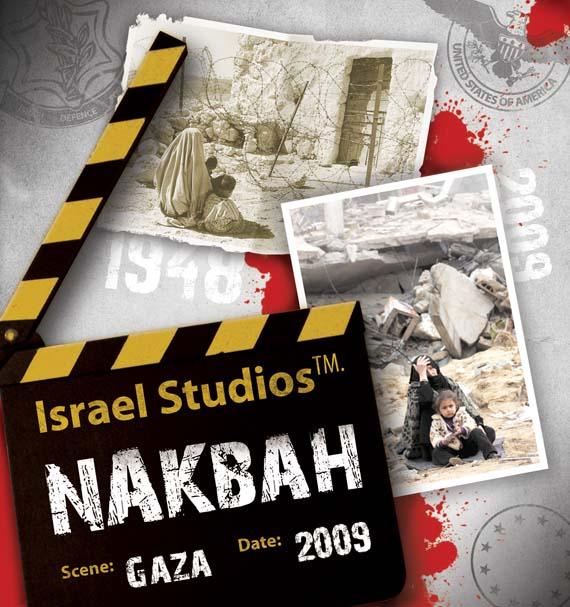 DEFENCE
UNITED STATES OF AMERICA
1948
2009
Israel Studios™.
NAKBAH
Scene: GAZA Date: 2009